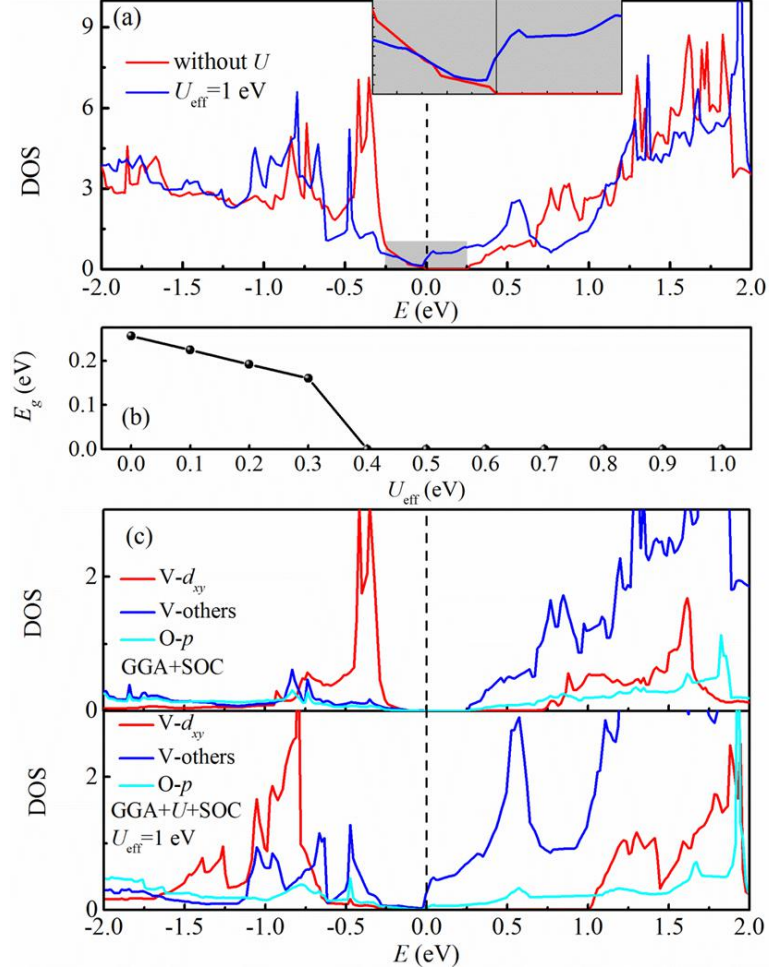 (a)
without U
U_eff=1 eV
9
6
3
0
DOS
-2.0 -1.5 -1.0 -0.5 0.0 0.5 1.0 1.5 2.0
E (eV)
(b)
0.2
0.0
E_g (eV)
0.0 0.1 0.2 0.3 0.4 0.5 0.6 0.7 0.8 0.9 1.0
U_eff (eV)
(c)
V-d_xy
V-others
O-p
GGA+SOC
2
0
DOS
V-d_xy
V-others
O-p
GGA+U+SOC
U_eff=1 eV
2
0
DOS
-2.0 -1.5 -1.0 -0.5 0.0 0.5 1.0 1.5 2.0
E (eV)